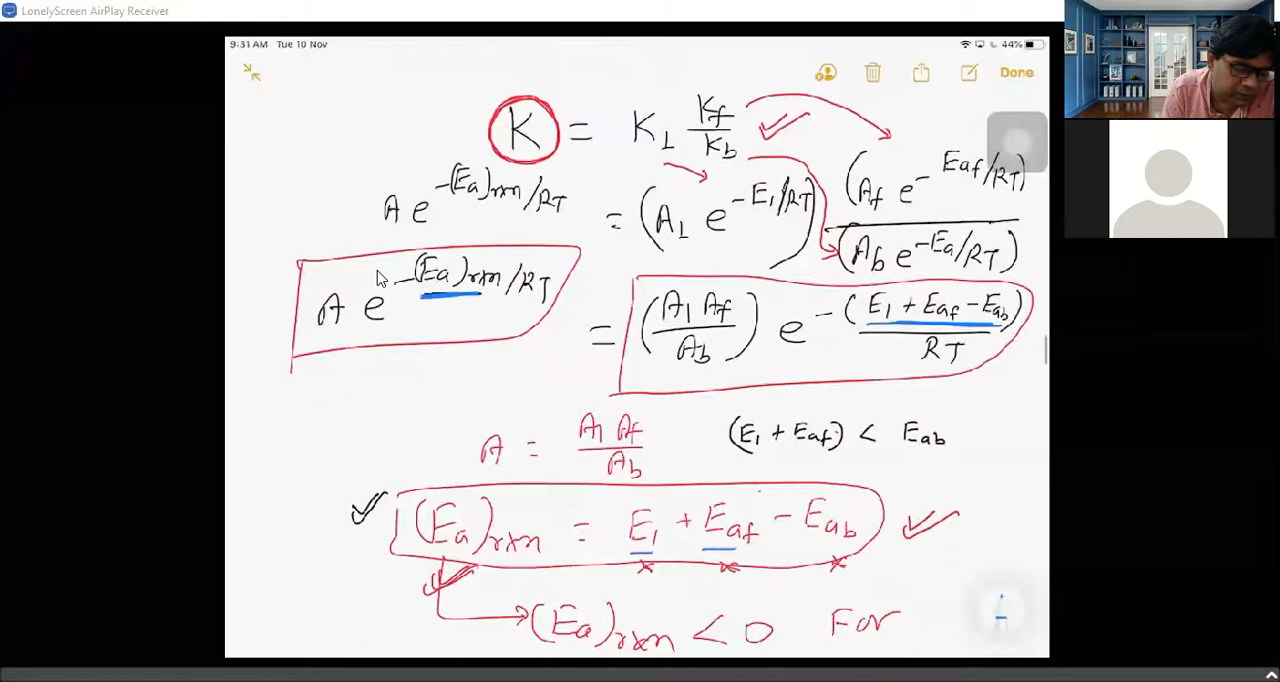 LonelyScreen AirPlay Receiver
9:31 AM Tue 10 Nov
44%
Done
K = K₁ Kf/Kb
A e^-(Ea)rxn/RT = (A₁ e^-E₁/RT) (Af e^-Eaf/RT) / (Ab e^-Ea/RT)
A e^-(Ea)rxn/RT = (A₁ Af / Ab) e^-(E₁ + Eaf - Eab)/RT
A = A₁ Af / Ab
(E₁ + Eaf) < Eab
(Ea)rxn = E₁ + Eaf - Eab
(Ea)rxn < 0 For